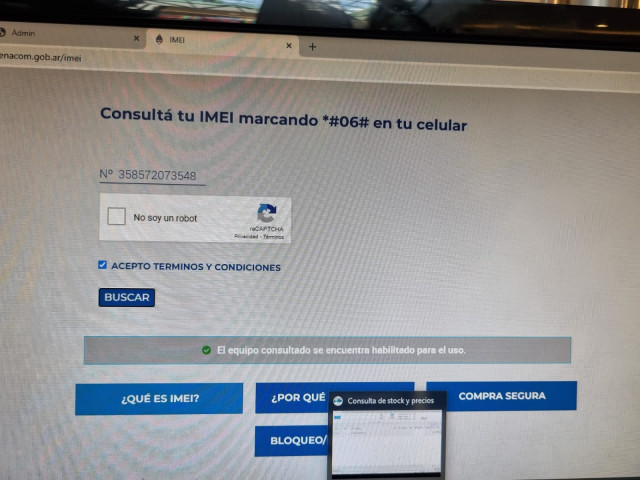 Admin
IMEI
enacom.gob.ar/imei
Consultá tu IMEI marcando *#06# en tu celular
Nº 358572073548
No soy un robot
reCAPTCHA
Privacidad - Términos
ACEPTO TERMINOS Y CONDICIONES
BUSCAR
El equipo consultado se encuentra habilitado para el uso.
¿QUÉ ES IMEI?
¿POR QUÉ
COMPRA SEGURA
Consulta de stock y precios
BLOQUEO/